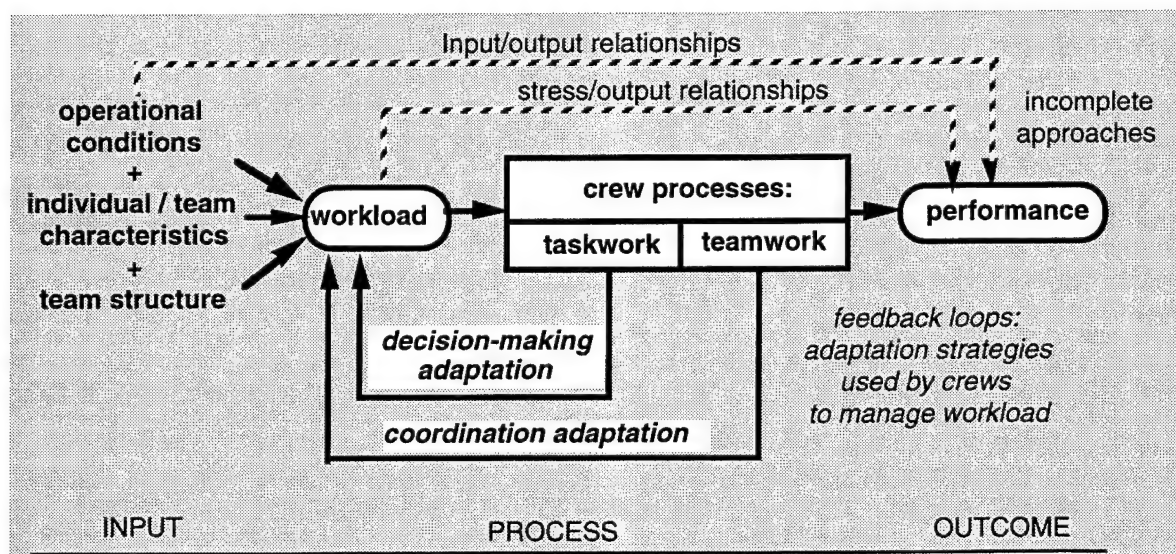 Input/output relationships
stress/output relationships
incomplete
approaches
operational
conditions
+
individual / team
characteristics
+
team structure
workload
crew processes:
taskwork
teamwork
performance
decision-making
adaptation
coordination adaptation
feedback loops:
adaptation strategies
used by crews
to manage workload
INPUT
PROCESS
OUTCOME